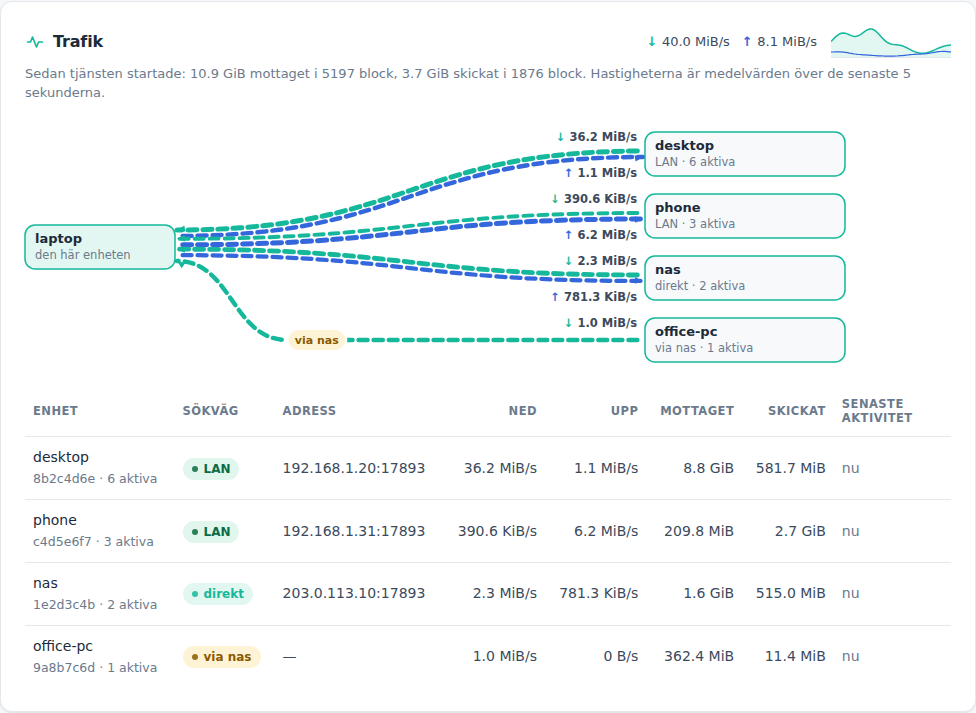 Trafik
↓ 40.0 MiB/s ↑ 8.1 MiB/s
Sedan tjänsten startade: 10.9 GiB mottaget i 5197 block, 3.7 GiB skickat i 1876 block. Hastigheterna är medelvärden över de senaste 5
sekunderna.
↓ 36.2 MiB/s
↑ 1.1 MiB/s
desktop
LAN · 6 aktiva
↓ 390.6 KiB/s
↑ 6.2 MiB/s
phone
LAN · 3 aktiva
laptop
den här enheten
↓ 2.3 MiB/s
↑ 781.3 KiB/s
nas
direkt · 2 aktiva
↓ 1.0 MiB/s
via nas
office-pc
via nas · 1 aktiva
ENHET SÖKVÄG ADRESS NED UPP MOTTAGET SKICKAT SENASTE AKTIVITET
desktop
8b2c4d6e · 6 aktiva
LAN 192.168.1.20:17893 36.2 MiB/s 1.1 MiB/s 8.8 GiB 581.7 MiB nu
phone
c4d5e6f7 · 3 aktiva
LAN 192.168.1.31:17893 390.6 KiB/s 6.2 MiB/s 209.8 MiB 2.7 GiB nu
nas
1e2d3c4b · 2 aktiva
direkt 203.0.113.10:17893 2.3 MiB/s 781.3 KiB/s 1.6 GiB 515.0 MiB nu
office-pc
9a8b7c6d · 1 aktiva
via nas — 1.0 MiB/s 0 B/s 362.4 MiB 11.4 MiB nu